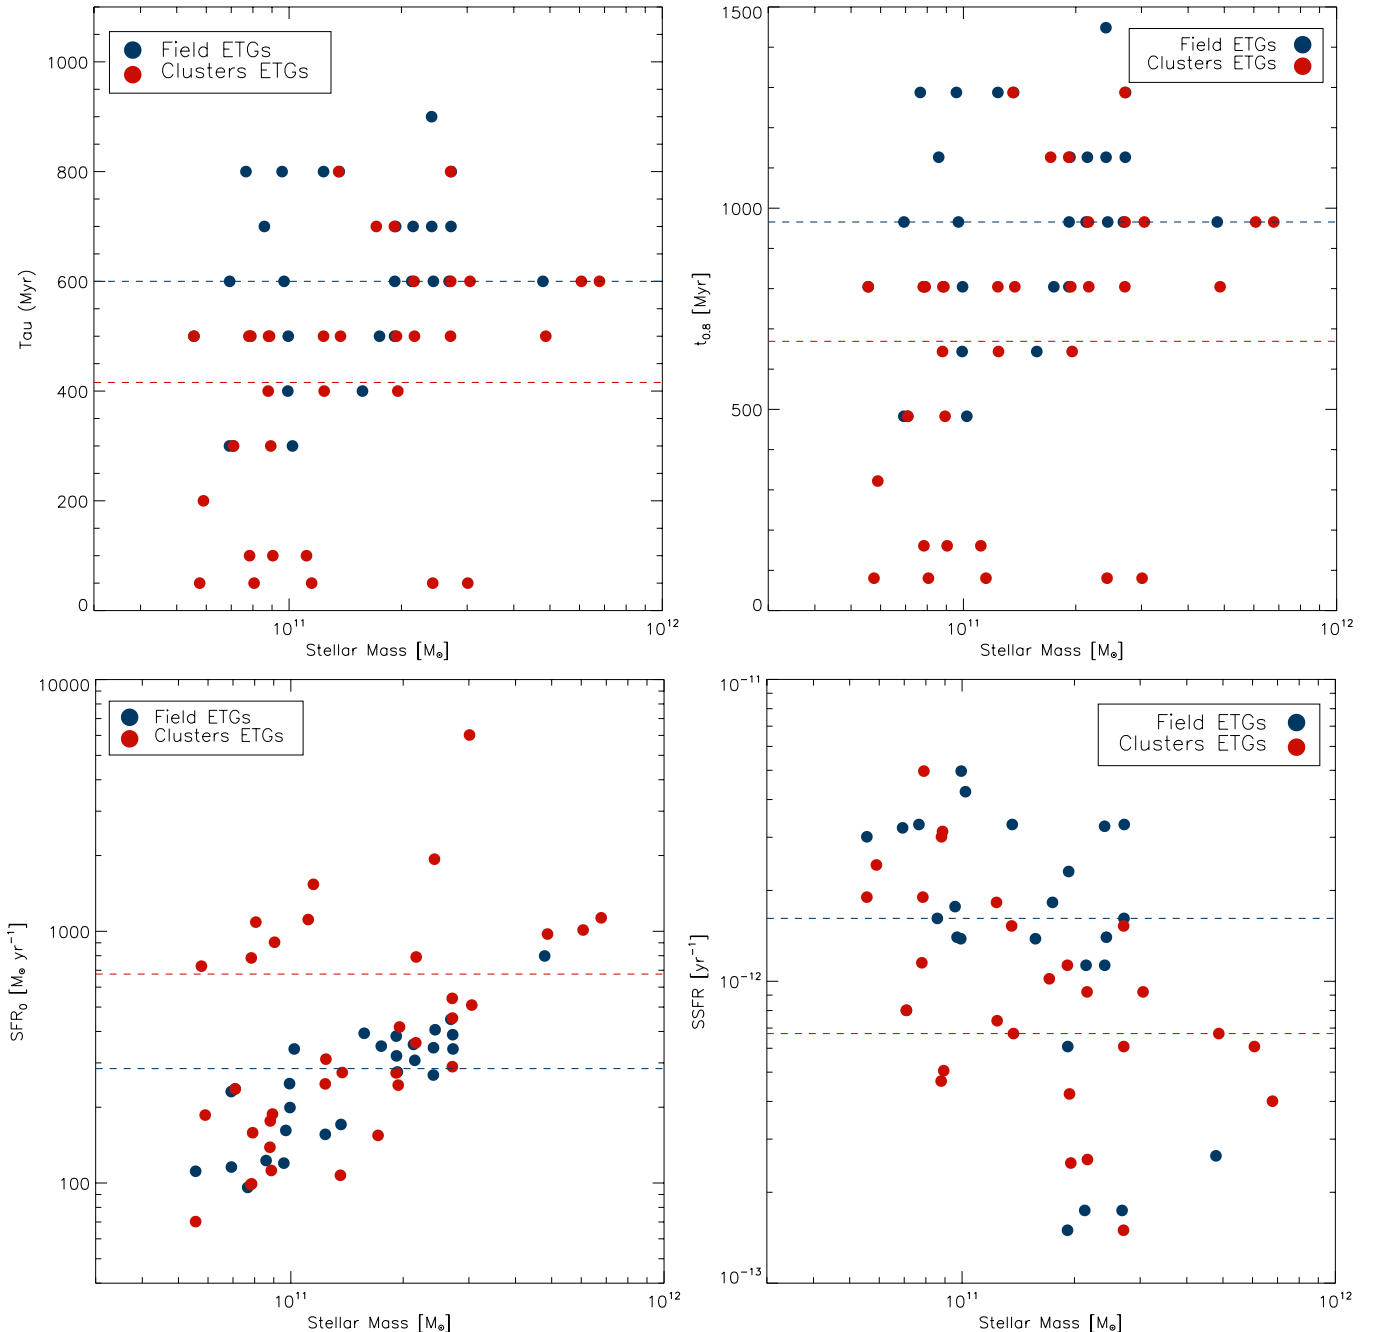 Field ETGs
Clusters ETGs
1000
800
600
400
200
0
Tau (Myr)
10¹¹
10¹²
Stellar Mass [M⊙]
Field ETGs
Clusters ETGs
1500
1000
500
0
t0.8 [Myr]
10¹¹
10¹²
Stellar Mass [M⊙]
Field ETGs
Clusters ETGs
10000
1000
100
SFR0 [M⊙ yr⁻¹]
10¹¹
10¹²
Stellar Mass [M⊙]
Field ETGs
Clusters ETGs
10⁻¹¹
10⁻¹²
10⁻¹³
SSFR [yr⁻¹]
10¹¹
10¹²
Stellar Mass [M⊙]